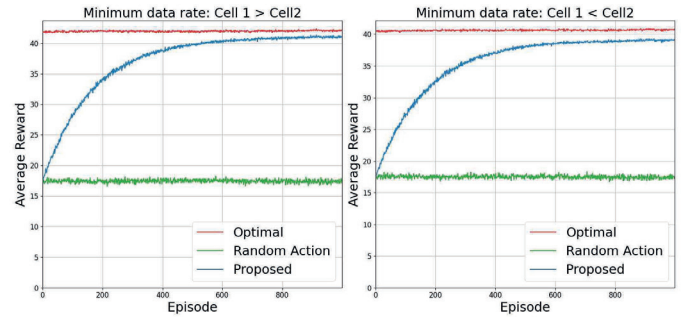 Minimum data rate: Cell 1 > Cell2
Average Reward
40
35
30
25
20
15
10
5
0
Optimal
Random Action
Proposed
0 200 400 600 800
Episode
Minimum data rate: Cell 1 < Cell2
Average Reward
40
35
30
25
20
15
10
5
0
Optimal
Random Action
Proposed
0 200 400 600 800
Episode